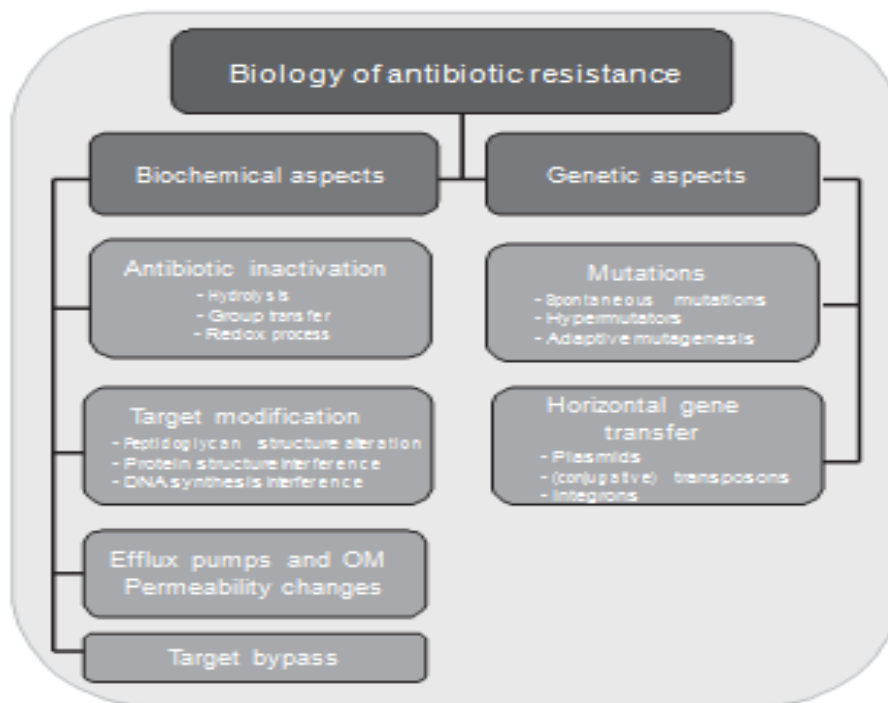 Biology of antibiotic resistance
Biochemical aspects
Genetic aspects
Antibiotic inactivation
- Hydrolysis
- Group transfer
- Redox process
Mutations
- Spontaneous mutations
- Hypermutators
- Adaptive mutagenesis
Target modification
- Peptidoglycan structure alteration
- Protein structure interference
- DNA synthesis interference
Horizontal gene
transfer
- Plasmids
- (conjugative) transposons
- Integrons
Efflux pumps and OM
Permeability changes
Target bypass